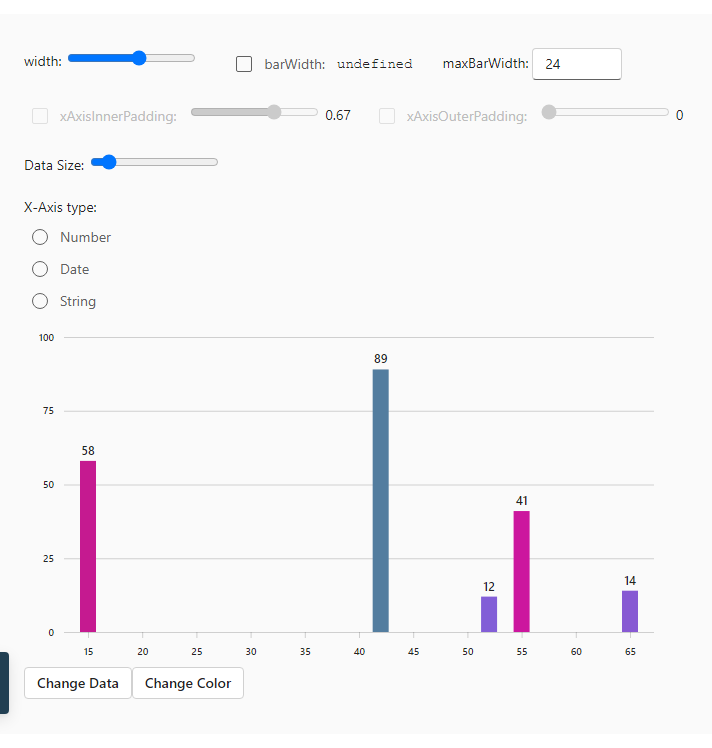 width: barWidth: undefined maxBarWidth: 24
xAxisInnerPadding: 0.67 xAxisOuterPadding: 0
Data Size:
X-Axis type:
Number
Date
String
100
89
75
58
50
41
25
12
14
0
15 20 25 30 35 40 45 50 55 60 65
Change Data Change Color